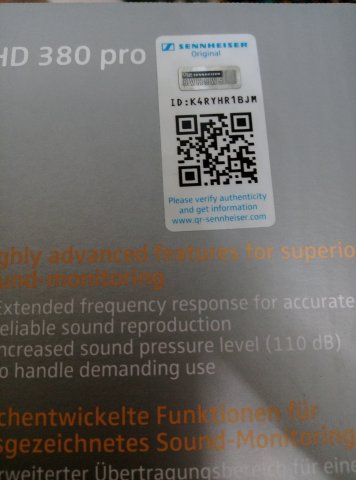 HD 380 pro
SENNHEISER
Original
SENNHEISER
ID:K4RYHR1BJM
Please verify authenticity
and get information
www.qr-sennheiser.com
ghly advanced features for superio
ound-monitoring
Extended frequency response for accurate
reliable sound reproduction
ncreased sound pressure level (110 dB)
o handle demanding use
chentwickelte Funktionen für
sgezeichnetes Sound-Monitoring
rweiterter Übertragungsbereich für eine